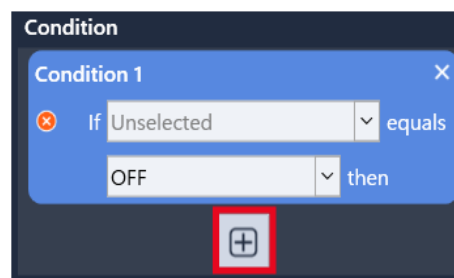 Condition
Condition 1
If Unselected equals
OFF then